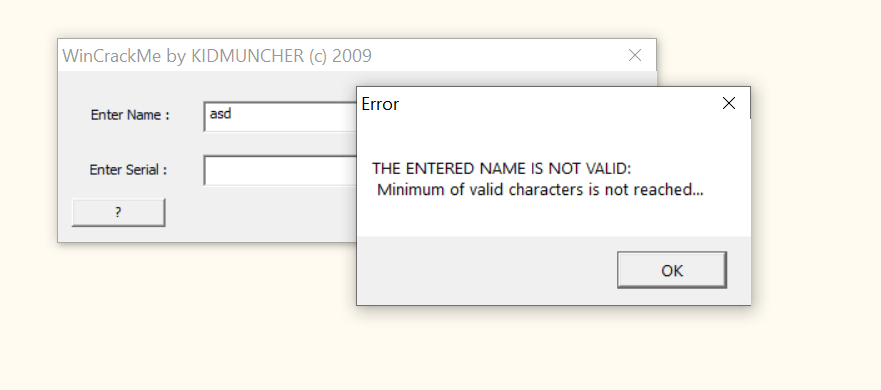 WinCrackMe by KIDMUNCHER (c) 2009
Error
Enter Name :
asd
THE ENTERED NAME IS NOT VALID:
Minimum of valid characters is not reached...
Enter Serial :
?
OK